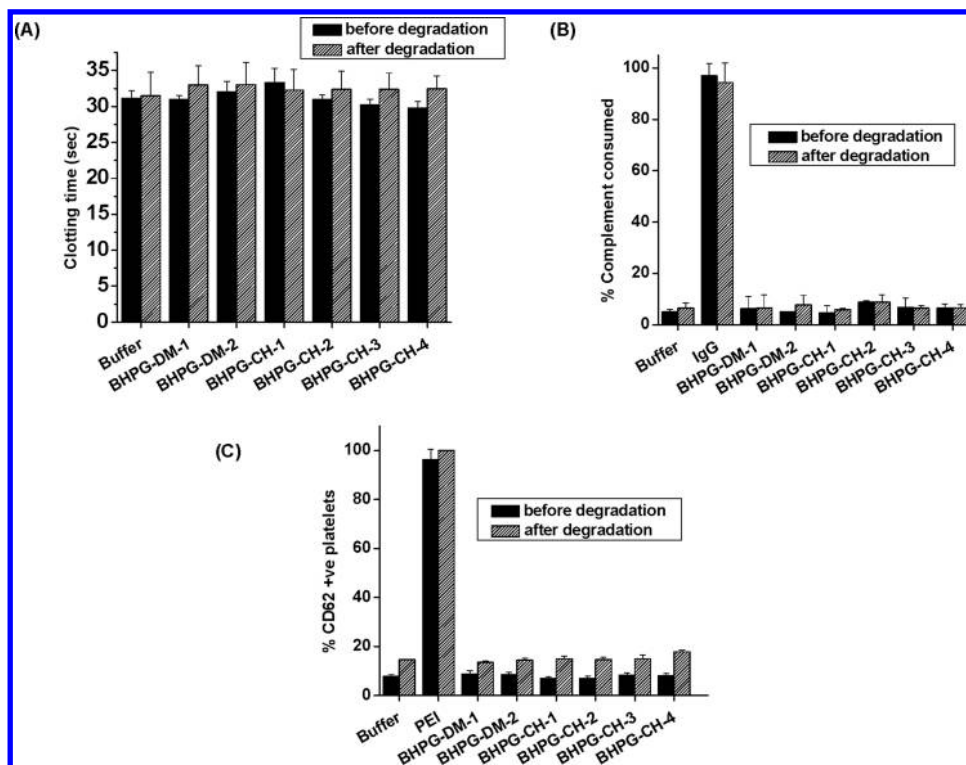 (A)
before degradation
after degradation
Clotting time (sec)
35
30
25
20
15
10
5
0
Buffer
BHPG-DM-1
BHPG-DM-2
BHPG-CH-1
BHPG-CH-2
BHPG-CH-3
BHPG-CH-4
(B)
before degradation
after degradation
% Complement consumed
100
80
60
40
20
0
Buffer
IgG
BHPG-DM-1
BHPG-DM-2
BHPG-CH-1
BHPG-CH-2
BHPG-CH-3
BHPG-CH-4
(C)
before degradation
after degradation
% CD62 +ve platelets
100
80
60
40
20
0
Buffer
PEI
BHPG-DM-1
BHPG-DM-2
BHPG-CH-1
BHPG-CH-2
BHPG-CH-3
BHPG-CH-4